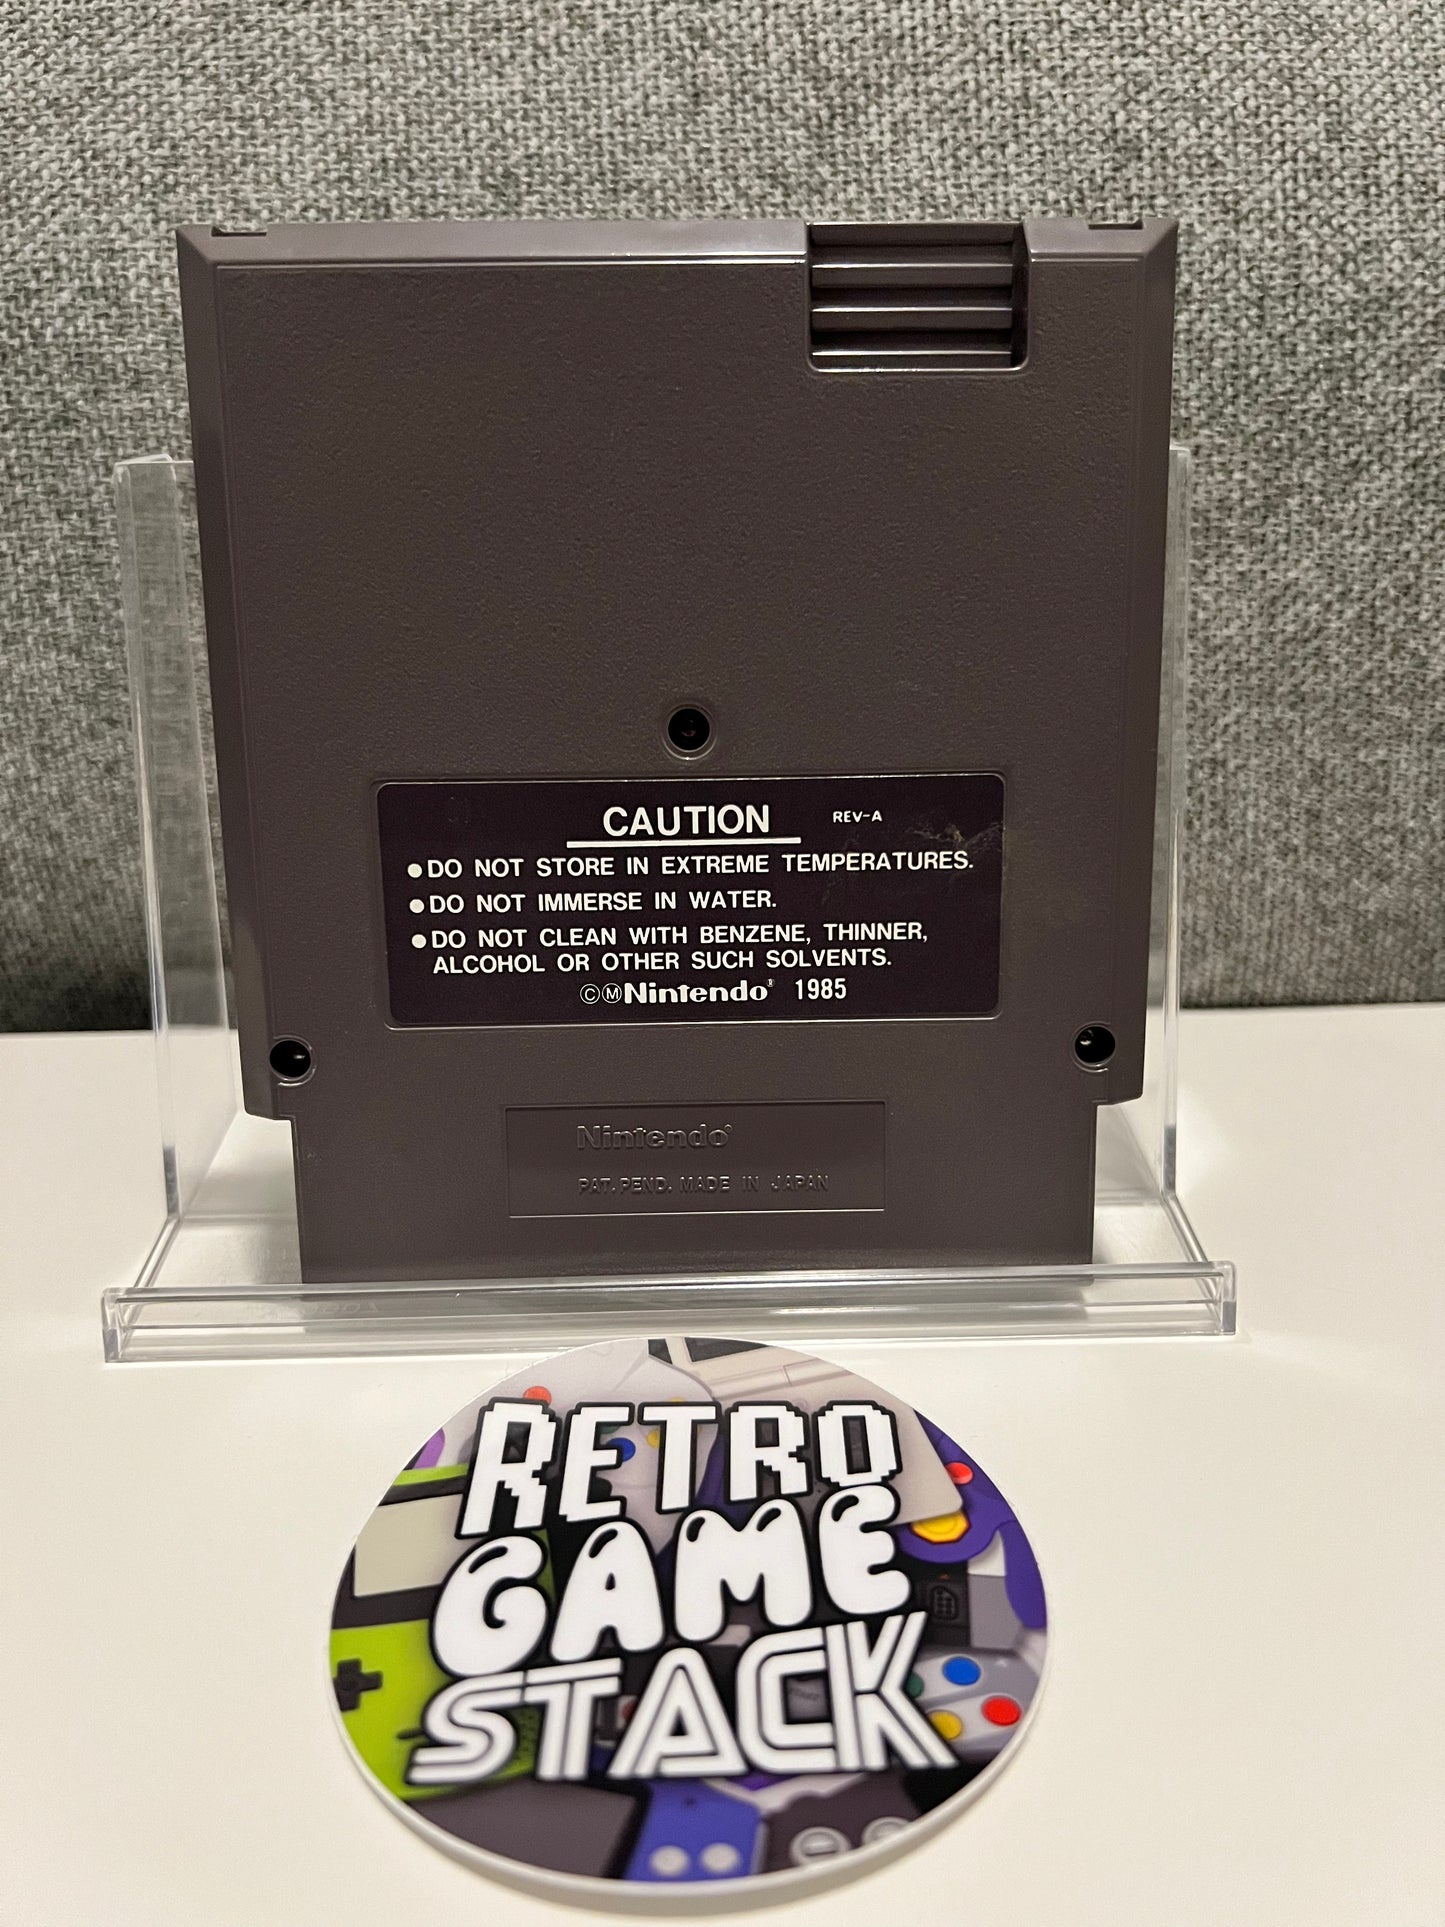 CAUTION REV-A
●DO NOT STORE IN EXTREME TEMPERATURES.
●DO NOT IMMERSE IN WATER.
●DO NOT CLEAN WITH BENZENE, THINNER,
ALCOHOL OR OTHER SUCH SOLVENTS.
©ⓂNintendo® 1985
Nintendo®
PAT. PEND. MADE IN JAPAN
RETRO
GAME
STACK